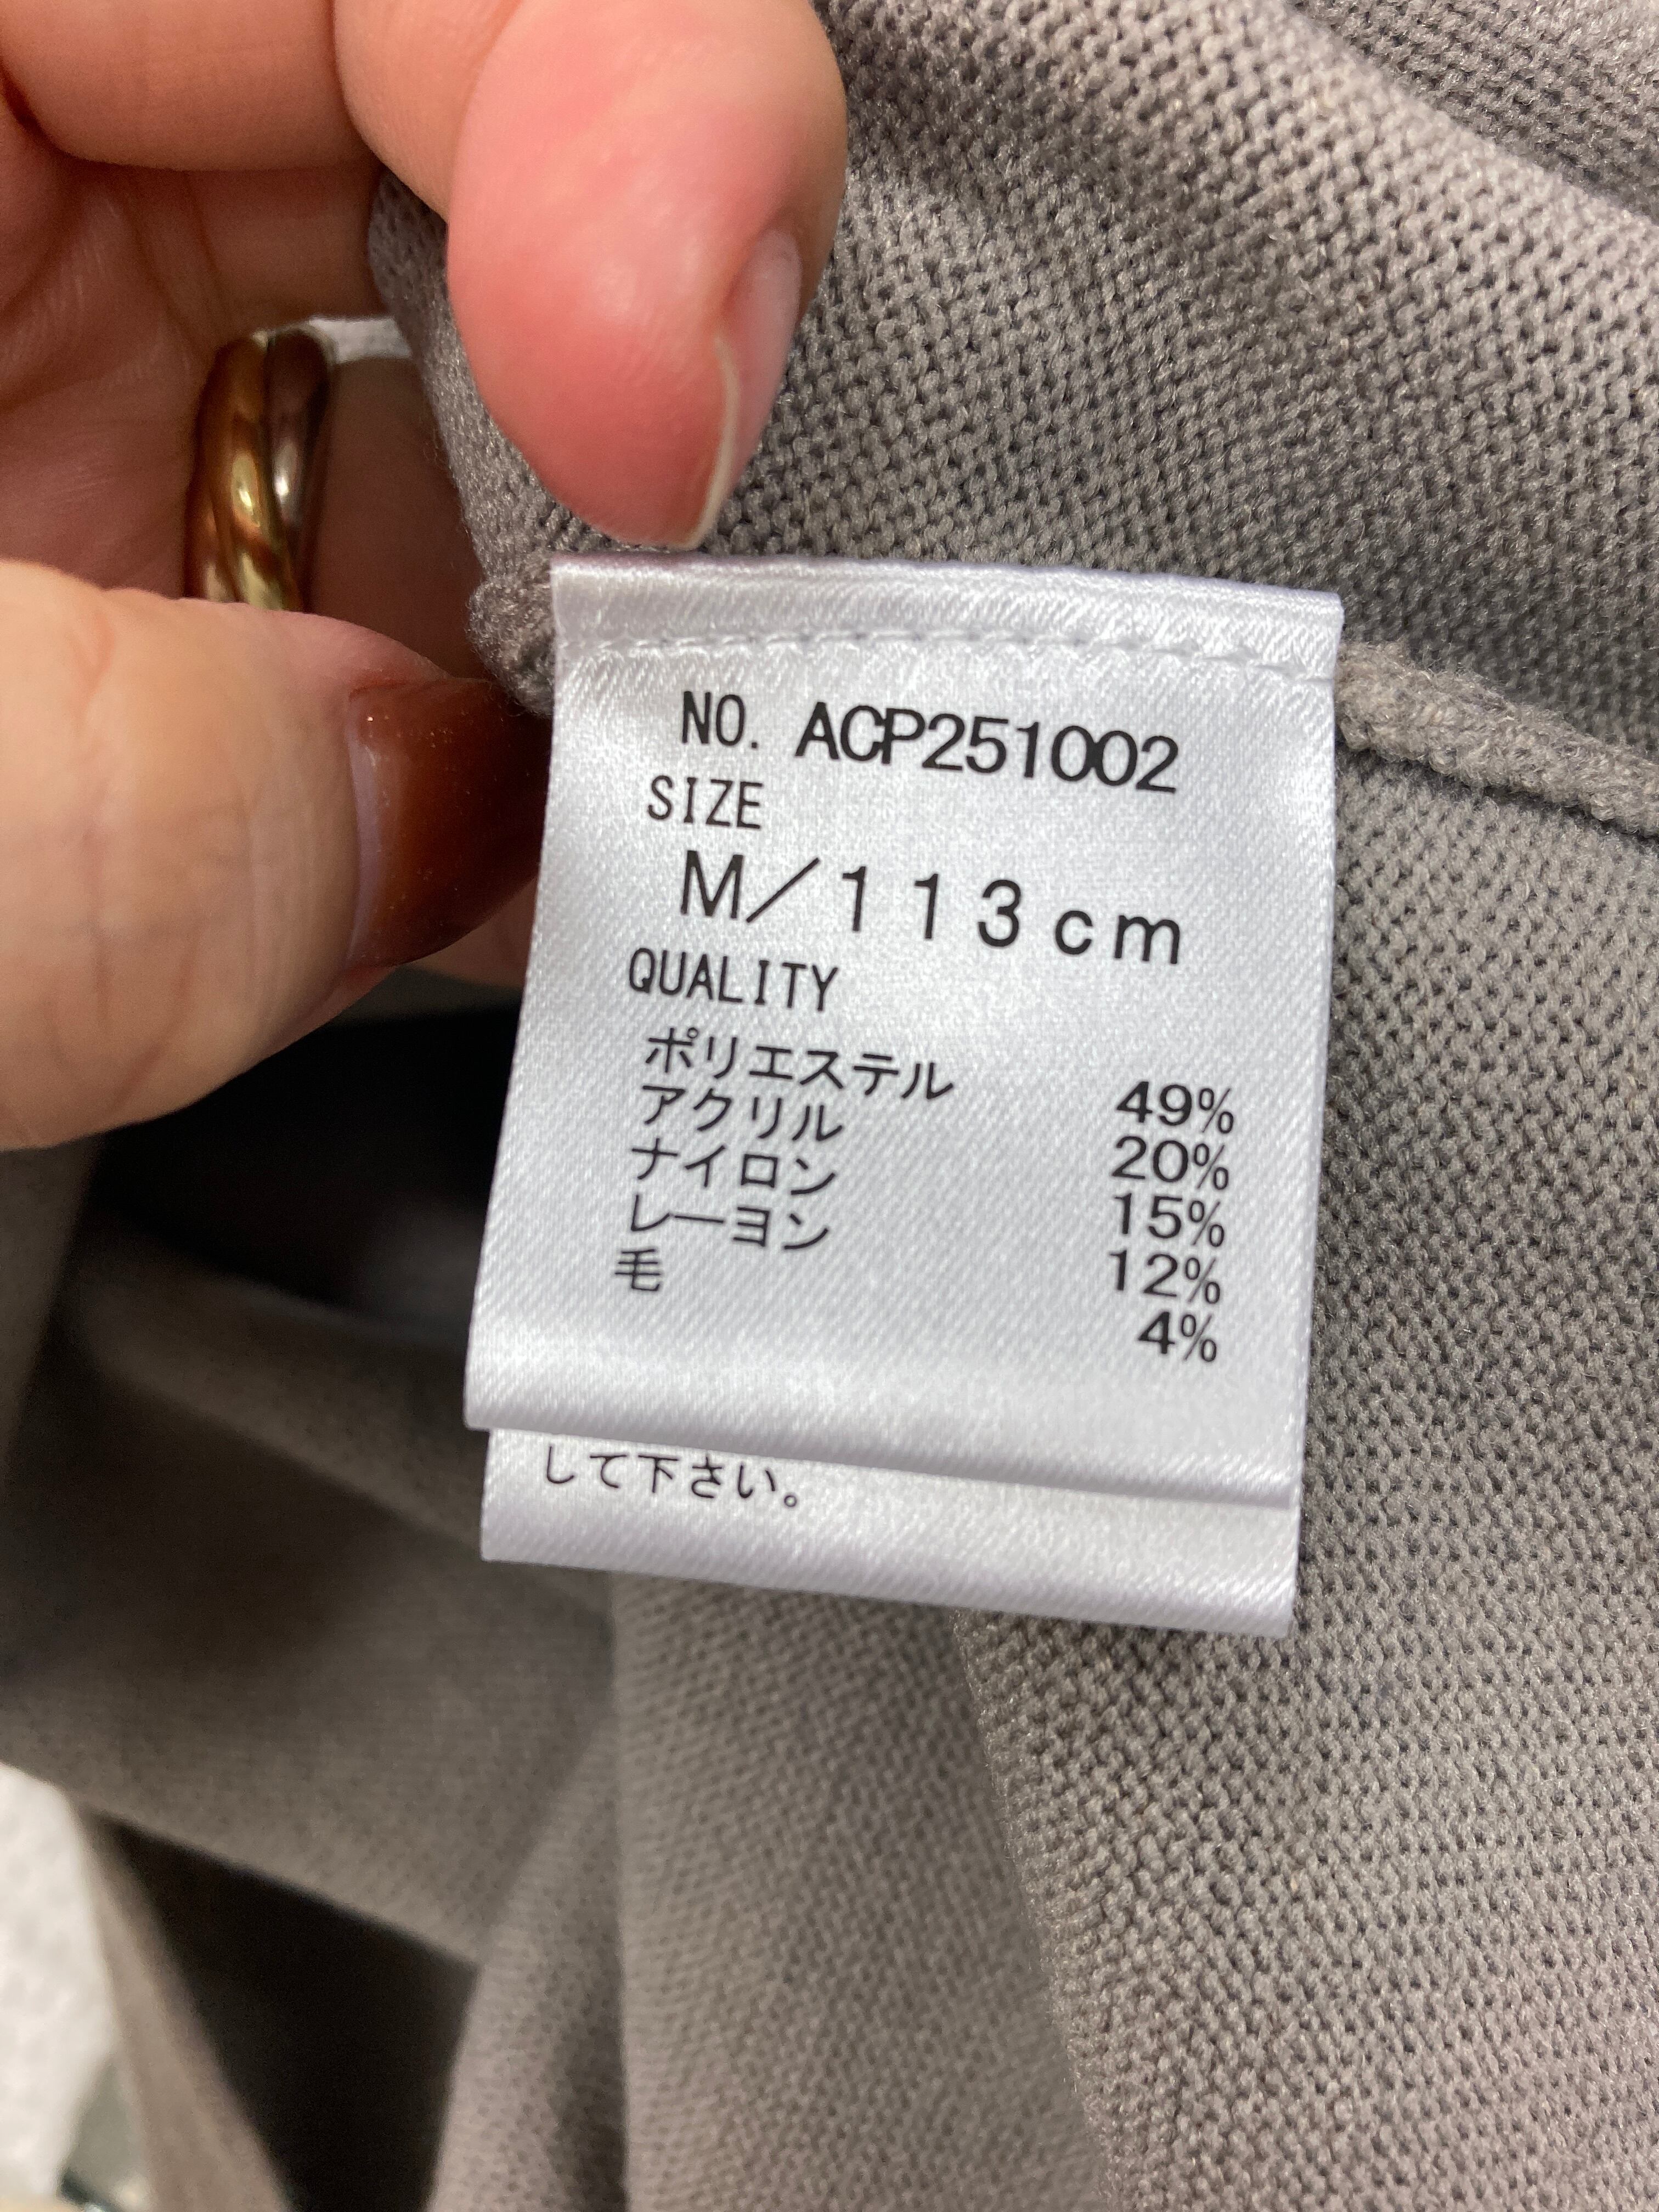 NO. ACP251002
SIZE
M/113cm
QUALITY
ポリエステル 49%
アクリル 20%
ナイロン 15%
レーヨン 12%
毛 4%
して下さい。